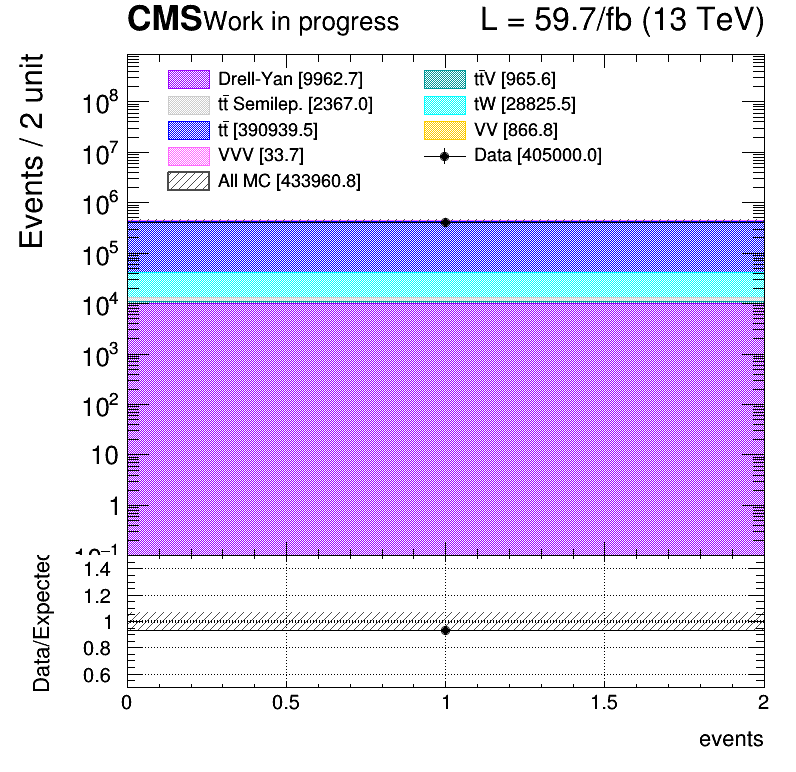 CMS Work in progress L = 59.7/fb (13 TeV)
Events / 2 unit
Drell-Yan [9962.7]
tt̄ Semilep. [2367.0]
tt̄ [390939.5]
VVV [33.7]
All MC [433960.8]
tt̄V [965.6]
tW [28825.5]
VV [866.8]
Data [405000.0]
10⁸
10⁷
10⁶
10⁵
10⁴
10³
10²
10
1
10⁻¹
Data/Expected
1.4
1.2
1
0.8
0.6
0 0.5 1 1.5 2
events